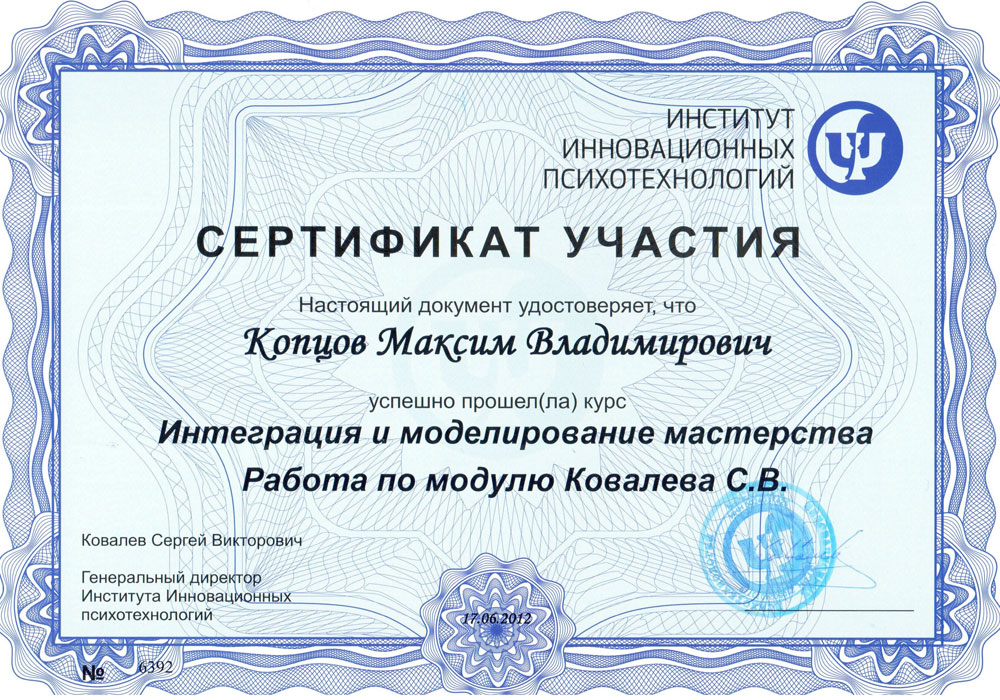 ИНСТИТУТ
ИННОВАЦИОННЫХ
ПСИХОТЕХНОЛОГИЙ
СЕРТИФИКАТ УЧАСТИЯ
Настоящий документ удостоверяет, что
Копцов Максим Владимирович
успешно прошел(ла) курс
Интеграция и моделирование мастерства
Работа по модулю Ковалева С.В.
Ковалев Сергей Викторович
Генеральный директор
Института Инновационных
психотехнологий
17.06.2012
№ 6392